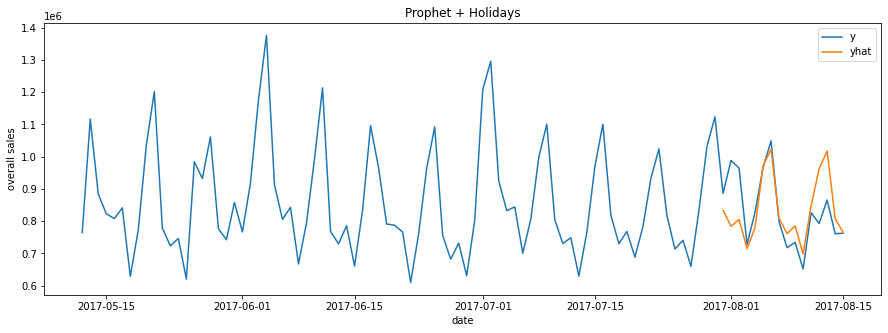 Prophet + Holidays
1e6
y
yhat
1.4
1.3
1.2
1.1
1.0
0.9
0.8
0.7
0.6
overall sales
2017-05-15
2017-06-01
2017-06-15
2017-07-01
2017-07-15
2017-08-01
2017-08-15
date